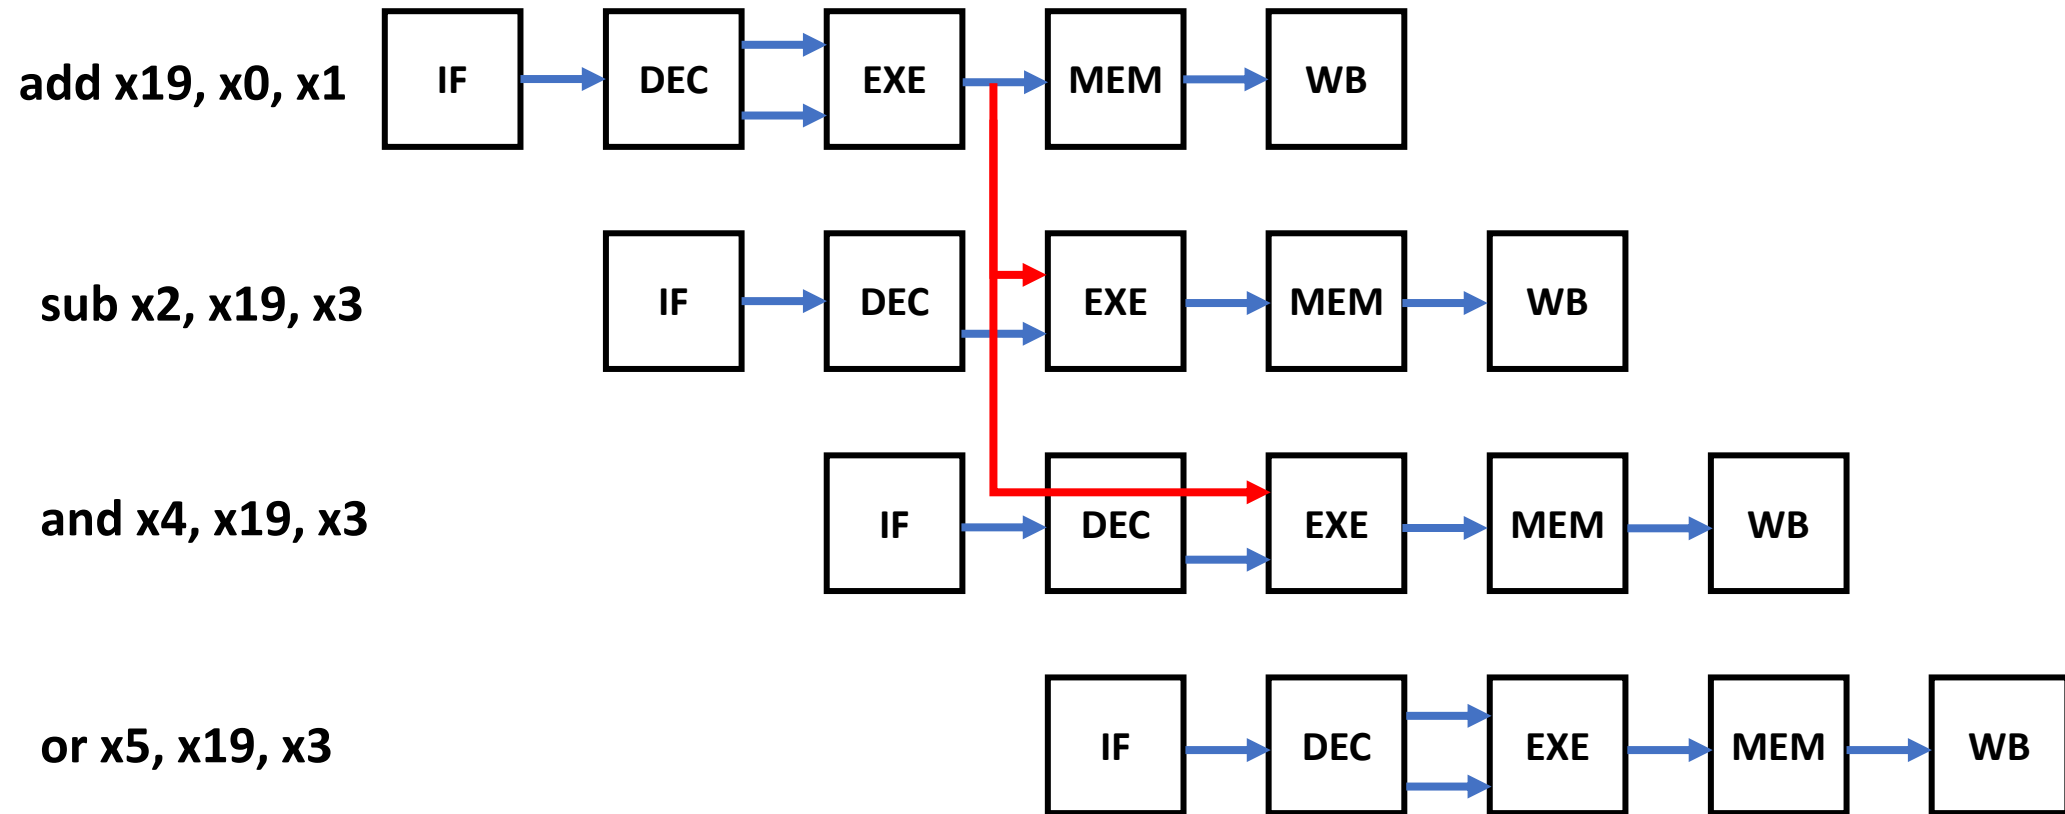 add x19, x0, x1 IF DEC EXE MEM WB
sub x2, x19, x3 IF DEC EXE MEM WB
and x4, x19, x3 IF DEC EXE MEM WB
or x5, x19, x3 IF DEC EXE MEM WB